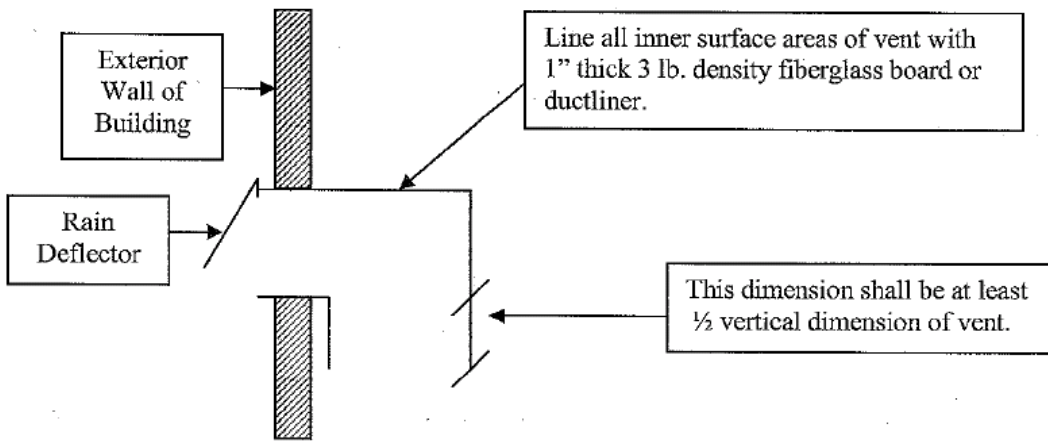 Exterior
Wall of
Building
Line all inner surface areas of vent with
1” thick 3 lb. density fiberglass board or
ductliner.
Rain
Deflector
This dimension shall be at least
½ vertical dimension of vent.